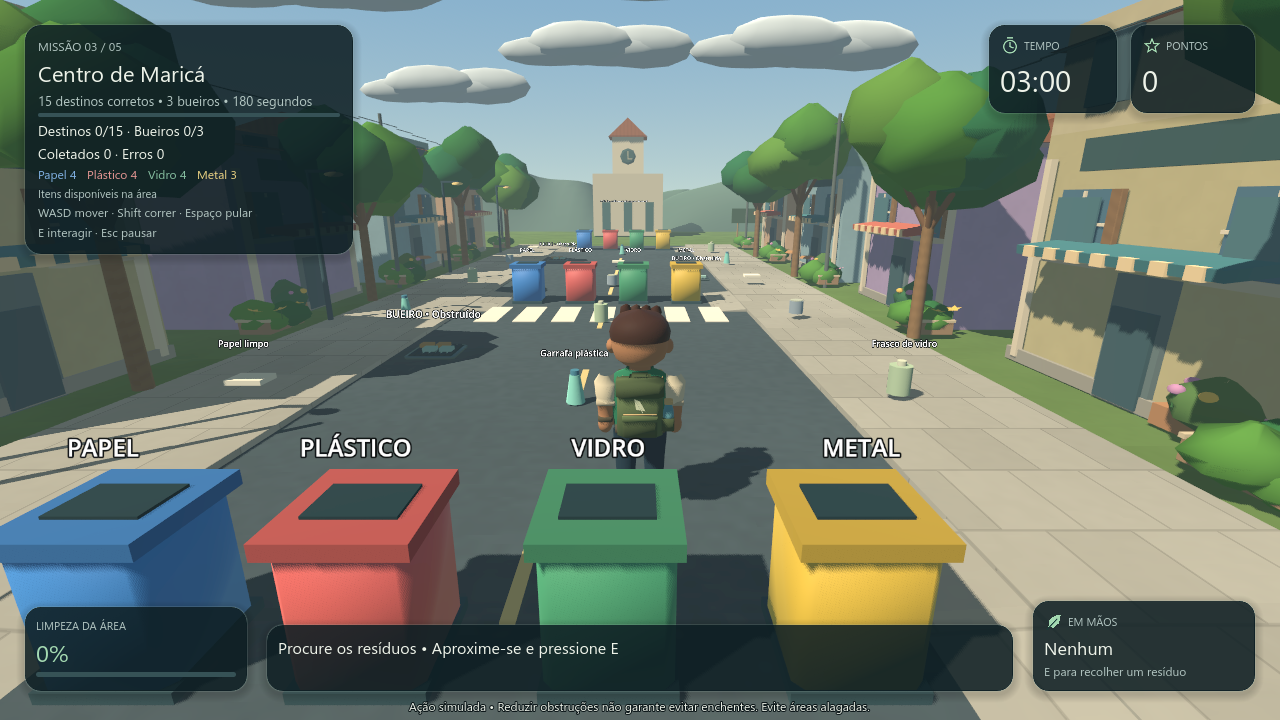 MISSÃO 03 / 05
Centro de Maricá
15 destinos corretos • 3 bueiros • 180 segundos
Destinos 0/15 · Bueiros 0/3
Coletados 0 · Erros 0
Papel 4 Plástico 4 Vidro 4 Metal 3
Itens disponíveis na área
WASD mover · Shift correr · Espaço pular
E interagir · Esc pausar
TEMPO
03:00
PONTOS
0
BUEIRO • Obstruído
Papel limpo
Garrafa plástica
Frasco de vidro
PAPEL
PLÁSTICO
VIDRO
METAL
LIMPEZA DA ÁREA
0%
Procure os resíduos • Aproxime-se e pressione E
EM MÃOS
Nenhum
E para recolher um resíduo
Ação simulada • Reduzir obstruções não garante evitar enchentes. Evite áreas alagadas.